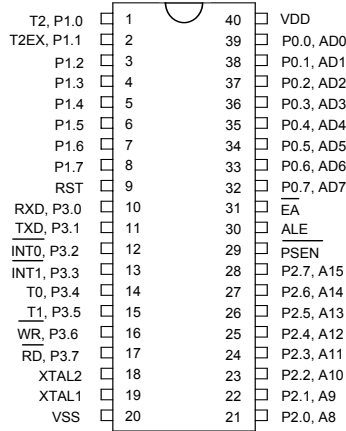 T2, P1.0 1 40 VDD
T2EX, P1.1 2 39 P0.0, AD0
P1.2 3 38 P0.1, AD1
P1.3 4 37 P0.2, AD2
P1.4 5 36 P0.3, AD3
P1.5 6 35 P0.4, AD4
P1.6 7 34 P0.5, AD5
P1.7 8 33 P0.6, AD6
RST 9 32 P0.7, AD7
RXD, P3.0 10 31 EA
TXD, P3.1 11 30 ALE
INT0, P3.2 12 29 PSEN
INT1, P3.3 13 28 P2.7, A15
T0, P3.4 14 27 P2.6, A14
T1, P3.5 15 26 P2.5, A13
WR, P3.6 16 25 P2.4, A12
RD, P3.7 17 24 P2.3, A11
XTAL2 18 23 P2.2, A10
XTAL1 19 22 P2.1, A9
VSS 20 21 P2.0, A8